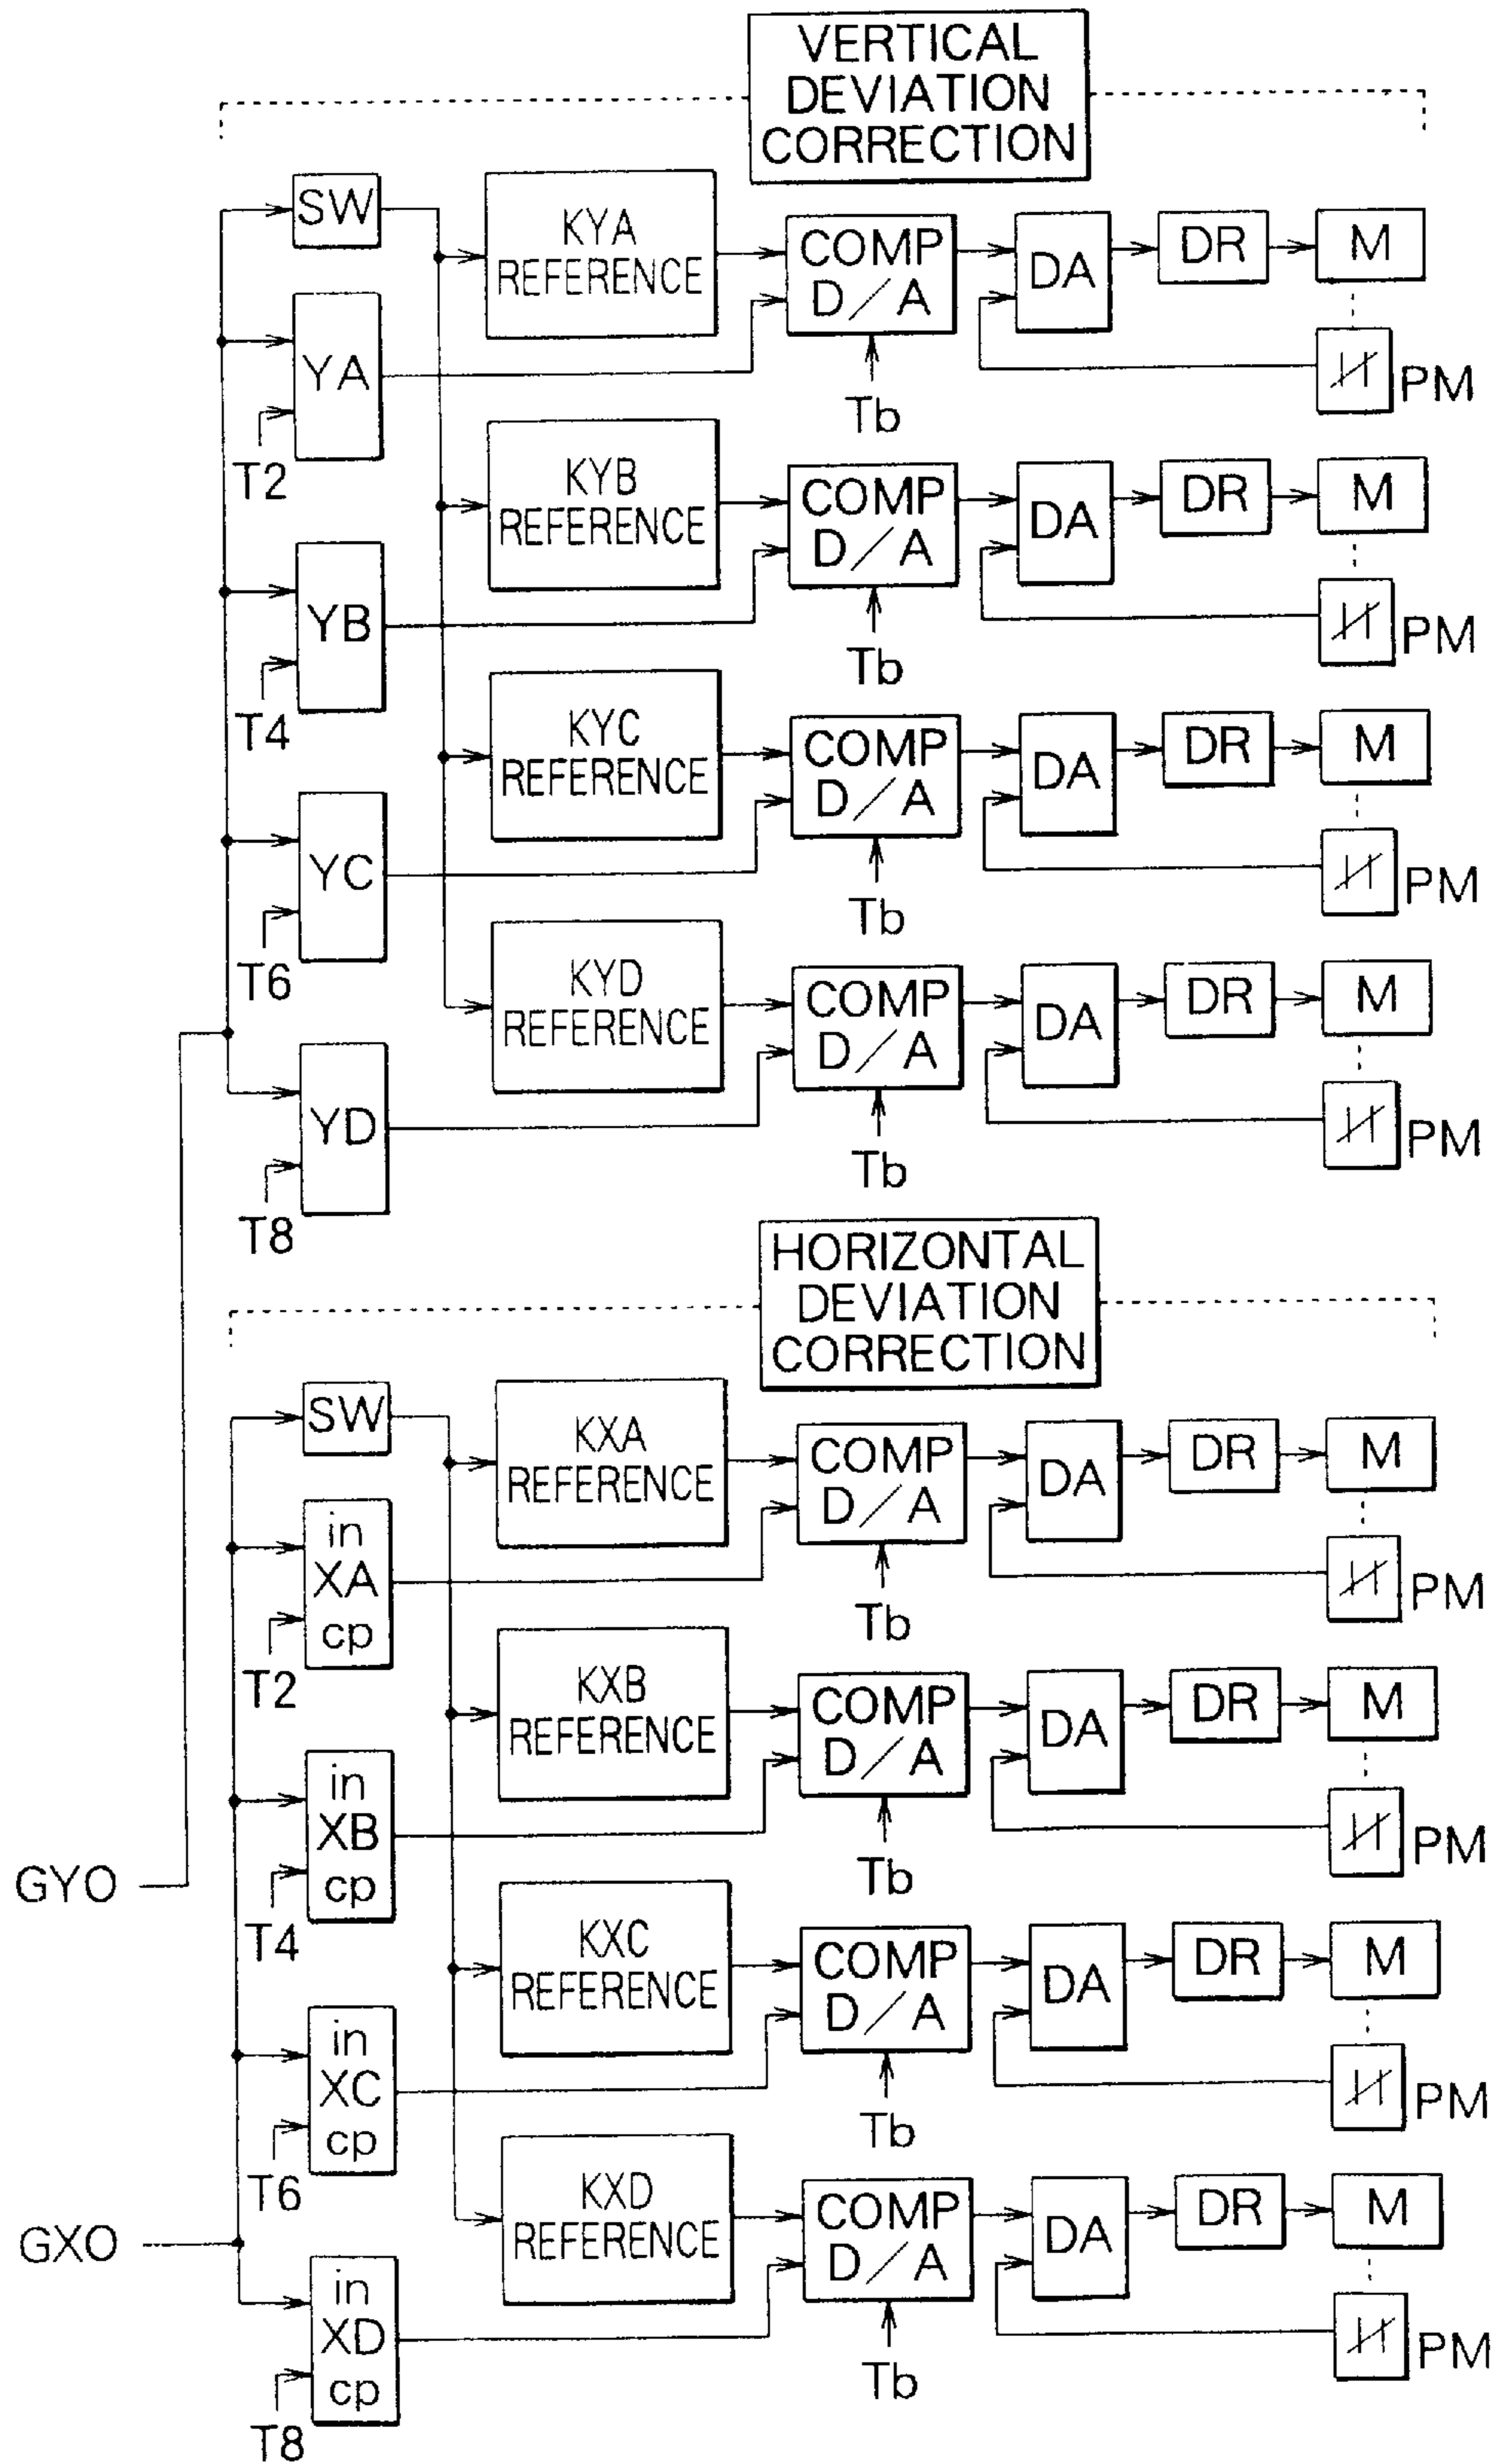 VERTICAL
DEVIATION
CORRECTION
SW
KYA
REFERENCE
COMP
D/A
DA
DR
M
YA
T2
Tb
PM
KYB
REFERENCE
COMP
D/A
DA
DR
M
YB
T4
Tb
PM
KYC
REFERENCE
COMP
D/A
DA
DR
M
YC
T6
Tb
PM
KYD
REFERENCE
COMP
D/A
DA
DR
M
YD
T8
Tb
PM
HORIZONTAL
DEVIATION
CORRECTION
SW
KXA
REFERENCE
COMP
D/A
DA
DR
M
in
XA
cp
T2
Tb
PM
KXB
REFERENCE
COMP
D/A
DA
DR
M
in
XB
cp
T4
Tb
PM
GYO
KXC
REFERENCE
COMP
D/A
DA
DR
M
in
XC
cp
T6
Tb
PM
GXO
KXD
REFERENCE
COMP
D/A
DA
DR
M
in
XD
cp
T8
Tb
PM